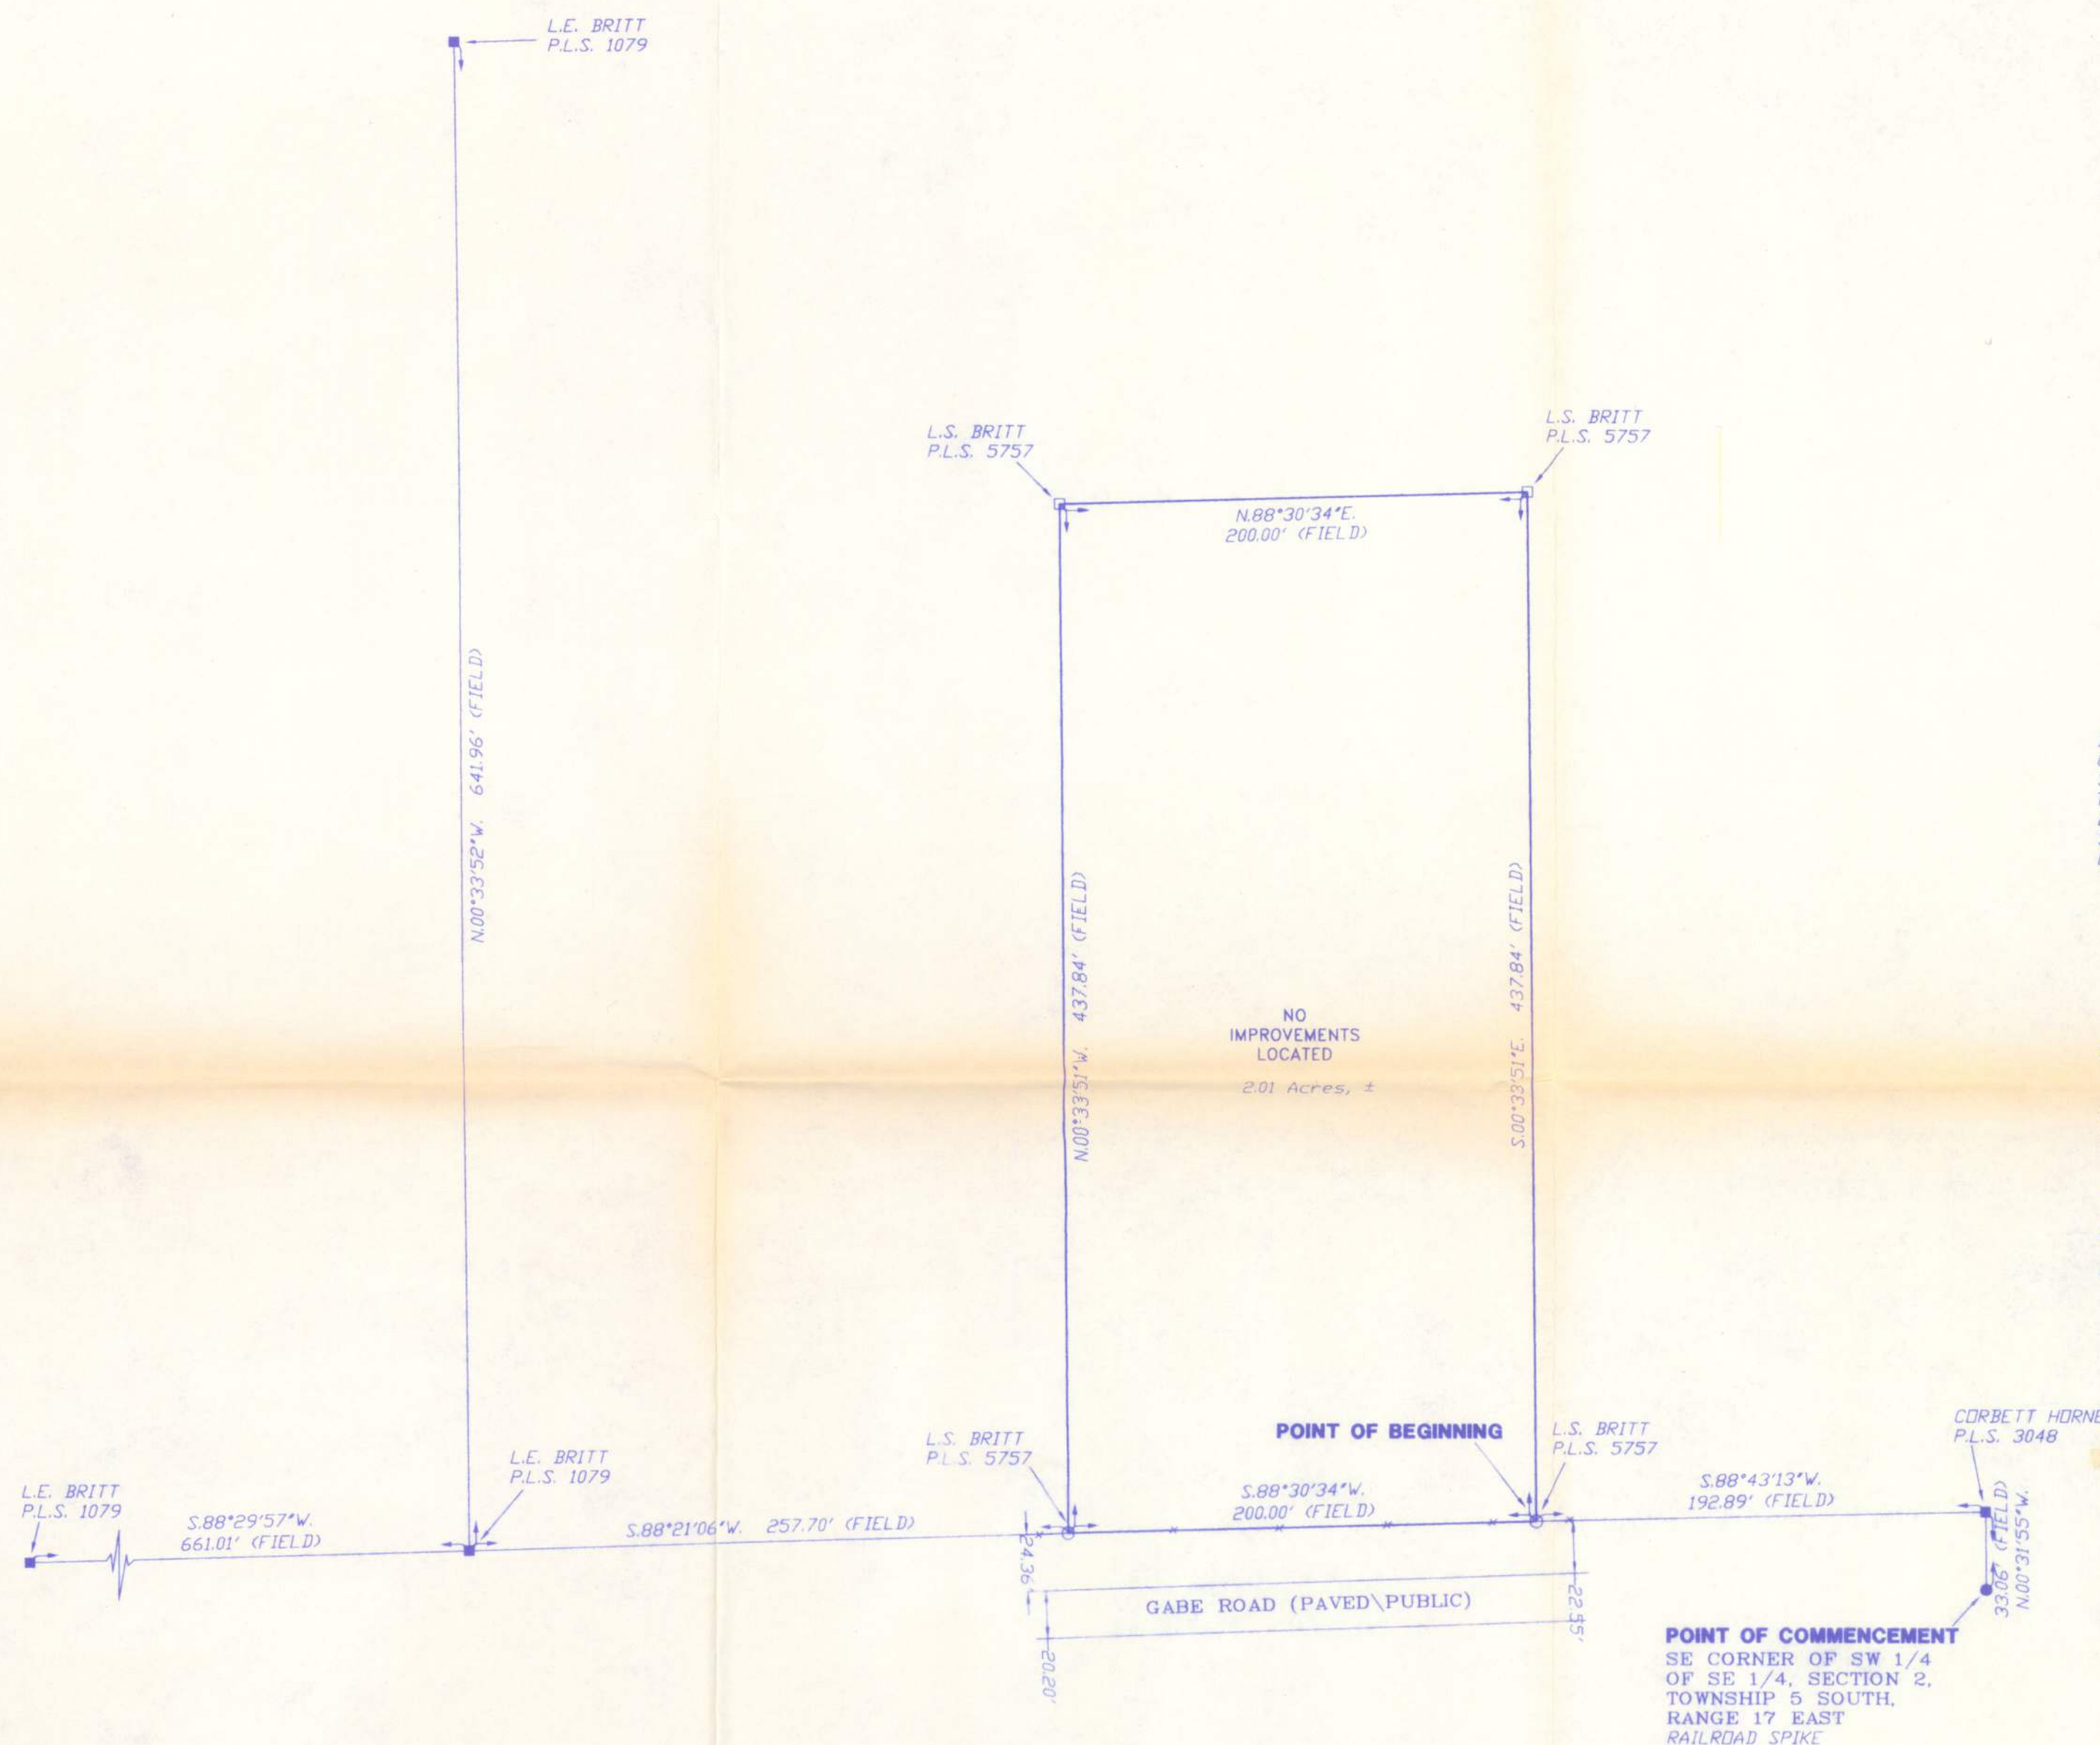 L.E. BRITT
P.L.S. 1079
L.S. BRITT
P.L.S. 5757
L.S. BRITT
P.L.S. 5757
N.88°30'34"E.
200.00' (FIELD)
N.00°33'52"W. 641.96' (FIELD)
N.00°33'51"W. 437.84' (FIELD)
S.00°33'51"E. 437.84' (FIELD)
NO
IMPROVEMENTS
LOCATED
2.01 Acres, ±
L.E. BRITT
P.L.S. 1079
S.88°29'57"W.
661.01' (FIELD)
L.E. BRITT
P.L.S. 1079
S.88°21'06"W. 257.70' (FIELD)
L.S. BRITT
P.L.S. 5757
POINT OF BEGINNING
S.88°30'34"W.
200.00' (FIELD)
L.S. BRITT
P.L.S. 5757
S.88°43'13"W.
192.89' (FIELD)
CORBETT HORNE
P.L.S. 3048
33.06' (FIELD)
N.00°31'55"W.
24.36'
GABE ROAD (PAVED\PUBLIC)
22.55'
20.20'
POINT OF COMMENCEMENT
SE CORNER OF SW 1/4
OF SE 1/4, SECTION 2,
TOWNSHIP 5 SOUTH,
RANGE 17 EAST
RAILROAD SPIKE